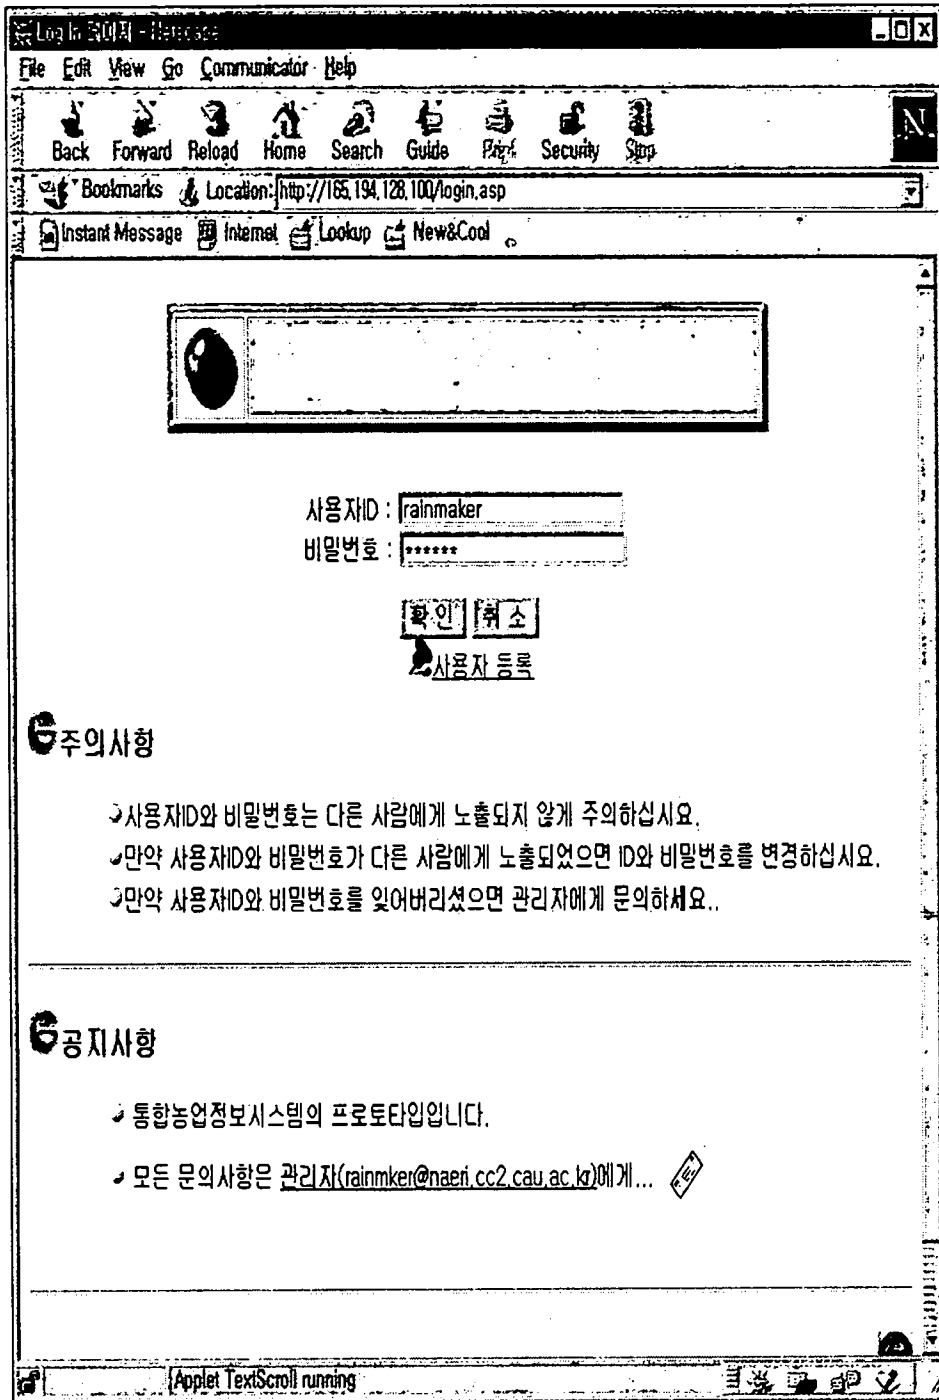 Log In 페이지 - Netscape
File Edit View Go Communicator Help
Back Forward Reload Home Search Guide Print Security Stop
Bookmarks Location: http://165.194.128.100/login.asp
Instant Message Internet Lookup New&Cool
사용자ID : rainmaker
비밀번호 : ******
확인 취소
사용자 등록
주의사항
사용자ID와 비밀번호는 다른 사람에게 노출되지 않게 주의하십시요.
만약 사용자ID와 비밀번호가 다른 사람에게 노출되었으면 ID와 비밀번호를 변경하십시요.
만약 사용자ID와 비밀번호를 잊어버리셨으면 관리자에게 문의하세요..
공지사항
통합농업정보시스템의 프로토타입입니다.
모든 문의사항은 관리자(rainmker@naeri.cc2.cau.ac.kr)에게...
Applet TextScroll running